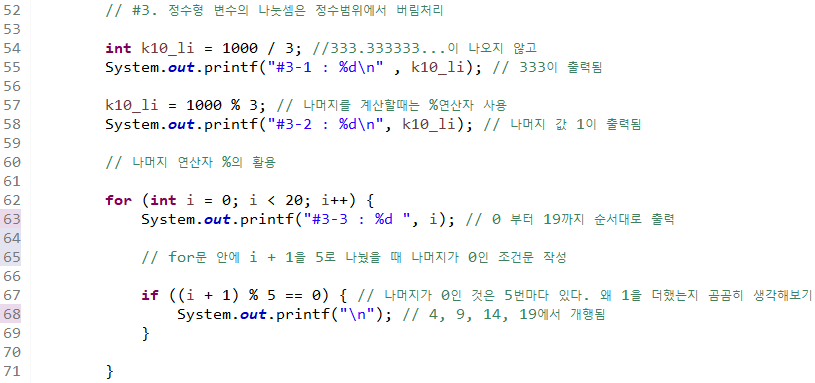 52 // #3. 정수형 변수의 나눗셈은 정수범위에서 버림처리
53
54 int k10_li = 1000 / 3; //333.333333...이 나오지 않고
55 System.out.printf("#3-1 : %d\n" , k10_li); // 333이 출력됨
56
57 k10_li = 1000 % 3; // 나머지를 계산할때는 %연산자 사용
58 System.out.printf("#3-2 : %d\n", k10_li); // 나머지 값 1이 출력됨
59
60 // 나머지 연산자 %의 활용
61
62 for (int i = 0; i < 20; i++) {
63 System.out.printf("#3-3 : %d ", i); // 0 부터 19까지 순서대로 출력
64
65 // for문 안에 i + 1을 5로 나눴을 때 나머지가 0인 조건문 작성
66
67 if ((i + 1) % 5 == 0) { // 나머지가 0인 것은 5번마다 있다. 왜 1을 더했는지 곰곰히 생각해보기
68 System.out.printf("\n"); // 4, 9, 14, 19에서 개행됨
69 }
70
71 }